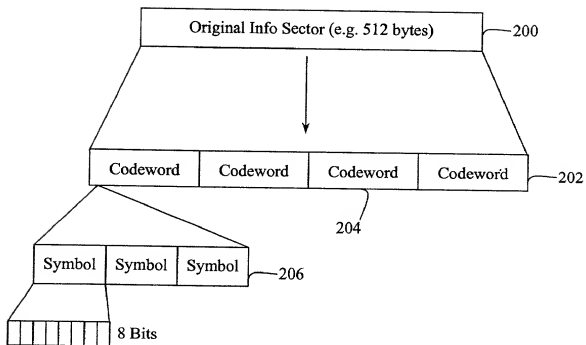 Original Info Sector (e.g. 512 bytes)
200
Codeword Codeword Codeword Codeword
202
204
Symbol Symbol Symbol
206
8 Bits